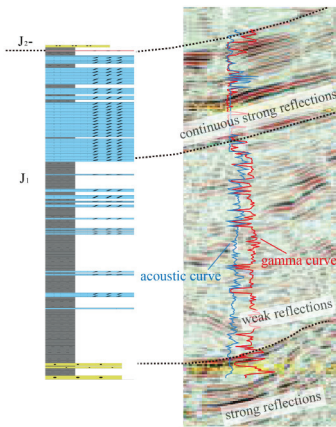 J2-
continuous strong reflections
J1
gamma curve
acoustic curve
weak reflections
strong reflections